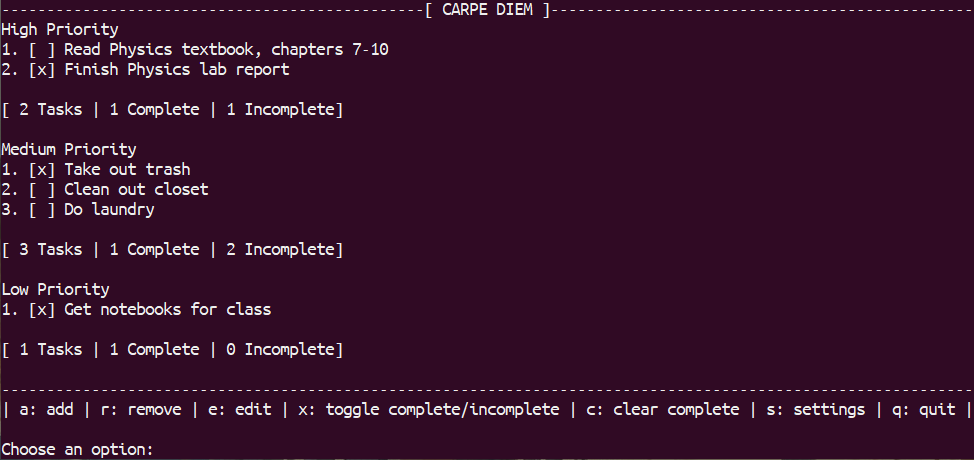 -----------------------------------------------[ CARPE DIEM ]-----------------------------------------------
High Priority
1. [ ] Read Physics textbook, chapters 7-10
2. [x] Finish Physics lab report
[ 2 Tasks | 1 Complete | 1 Incomplete]
Medium Priority
1. [x] Take out trash
2. [ ] Clean out closet
3. [ ] Do laundry
[ 3 Tasks | 1 Complete | 2 Incomplete]
Low Priority
1. [x] Get notebooks for class
[ 1 Tasks | 1 Complete | 0 Incomplete]
------------------------------------------------------------------------------------------------------------
| a: add | r: remove | e: edit | x: toggle complete/incomplete | c: clear complete | s: settings | q: quit |
Choose an option: